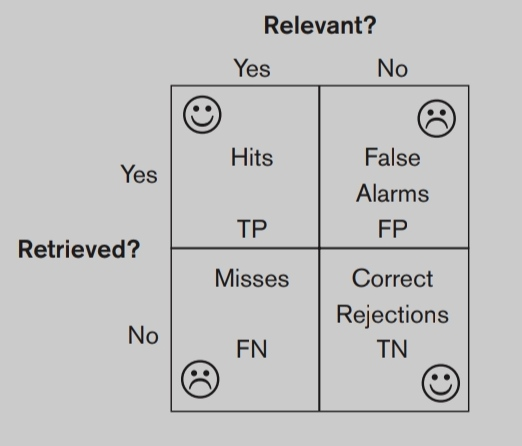 Relevant?
Yes No
Yes
Hits
TP
False
Alarms
FP
Retrieved?
No
Misses
FN
Correct
Rejections
TN